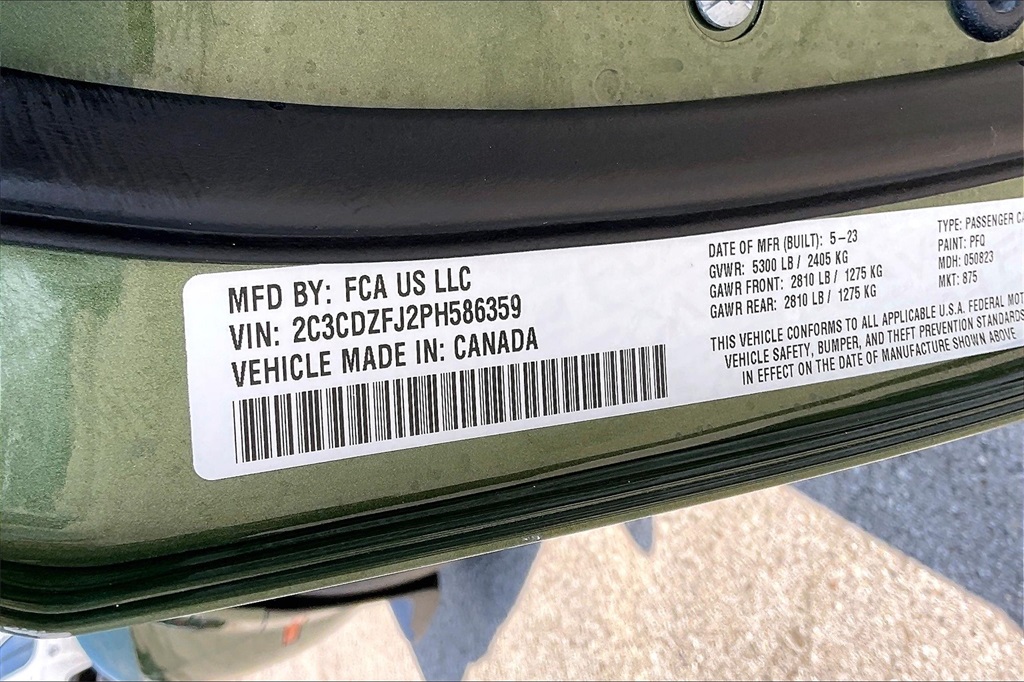 MFD BY: FCA US LLC
VIN: 2C3CDZFJ2PH586359
VEHICLE MADE IN: CANADA
DATE OF MFR (BUILT): 5-23
GVWR: 5300 LB / 2405 KG
GAWR FRONT: 2810 LB / 1275 KG
GAWR REAR: 2810 LB / 1275 KG
TYPE: PASSENGER CA
PAINT: PFQ
MDH: 050823
MKT: 875
THIS VEHICLE CONFORMS TO ALL APPLICABLE U.S.A. FEDERAL MOT
VEHICLE SAFETY, BUMPER, AND THEFT PREVENTION STANDARDS
IN EFFECT ON THE DATE OF MANUFACTURE SHOWN ABOVE